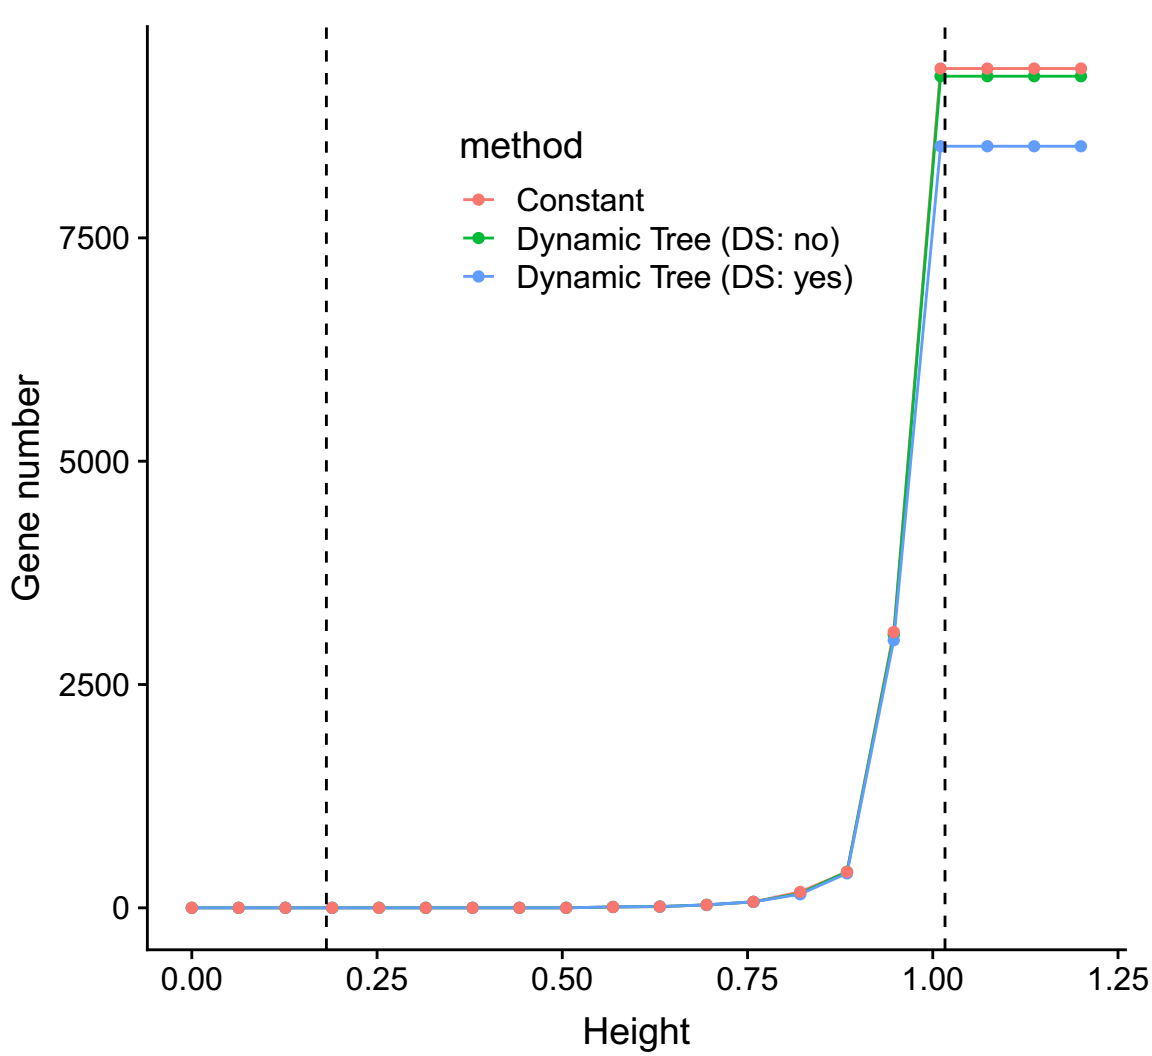 method
Constant
Dynamic Tree (DS: no)
Dynamic Tree (DS: yes)
7500
5000
2500
0
Gene number
0.00 0.25 0.50 0.75 1.00 1.25
Height